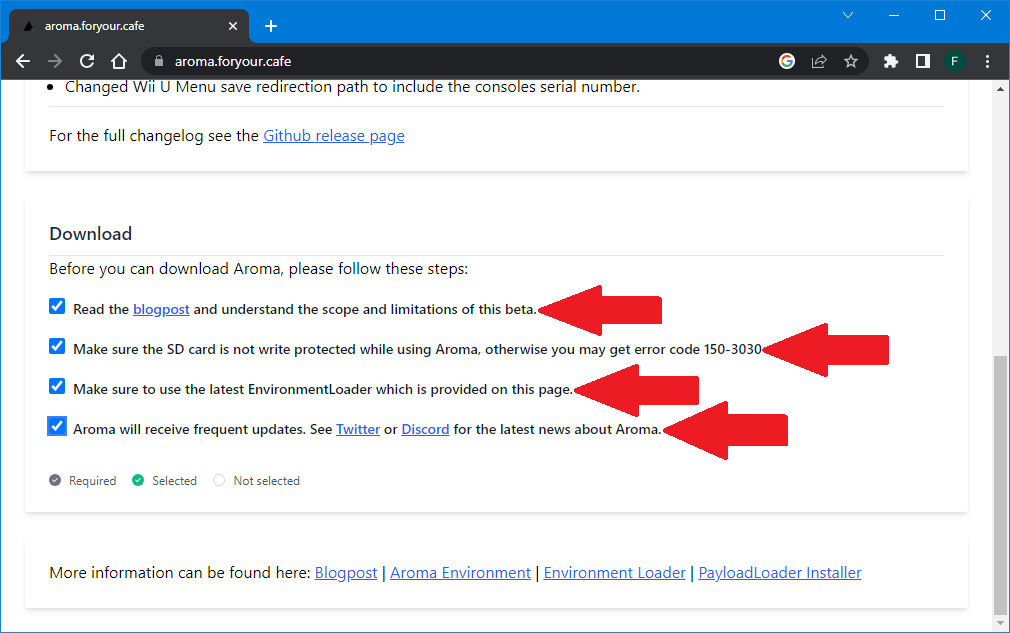 aroma.foryour.cafe
aroma.foryour.cafe
F
Changed Wii U Menu save redirection path to include the consoles serial number.
For the full changelog see the Github release page
Download
Before you can download Aroma, please follow these steps:
Read the blogpost and understand the scope and limitations of this beta.
Make sure the SD card is not write protected while using Aroma, otherwise you may get error code 150-3030
Make sure to use the latest EnvironmentLoader which is provided on this page.
Aroma will receive frequent updates. See Twitter or Discord for the latest news about Aroma.
Required Selected Not selected
More information can be found here: Blogpost | Aroma Environment | Environment Loader | PayloadLoader Installer